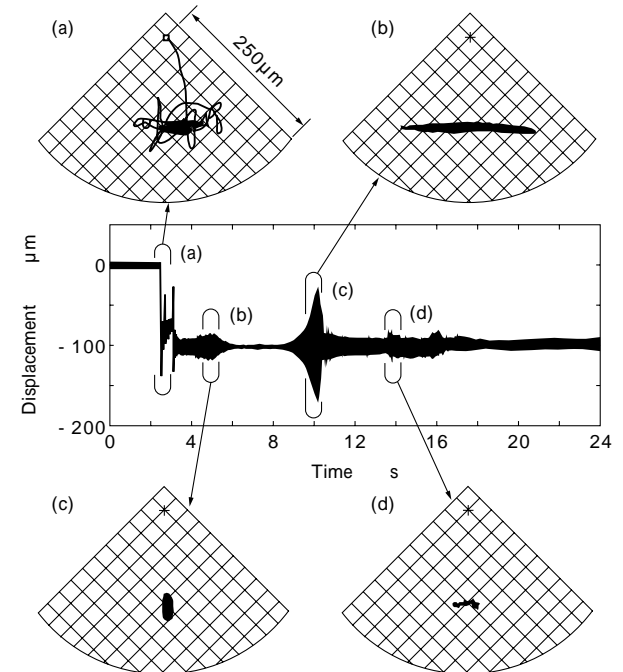 (a)
250µm
(b)
Displacement µm
0
- 100
- 200
(a)
(b)
(c)
(d)
0 4 8 12 16 20 24
Time s
(c)
(d)